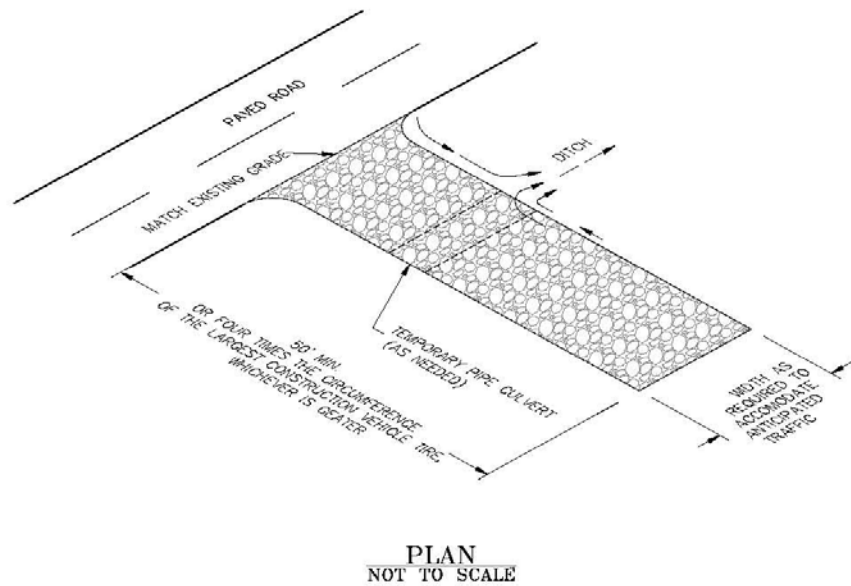 PAVED ROAD
MATCH EXISTING GRADE
DITCH
50' MIN.
OR FOUR TIMES THE CIRCUMFERENCE
OF THE LARGEST CONSTRUCTION VEHICLE TIRE,
WHICHEVER IS GEATER
TEMPORARY PIPE CULVERT
(AS NEEDED)
WIDTH AS
REQUIRED TO
ACCOMODATE
ANTICIPATED
TRAFFIC
PLAN
NOT TO SCALE